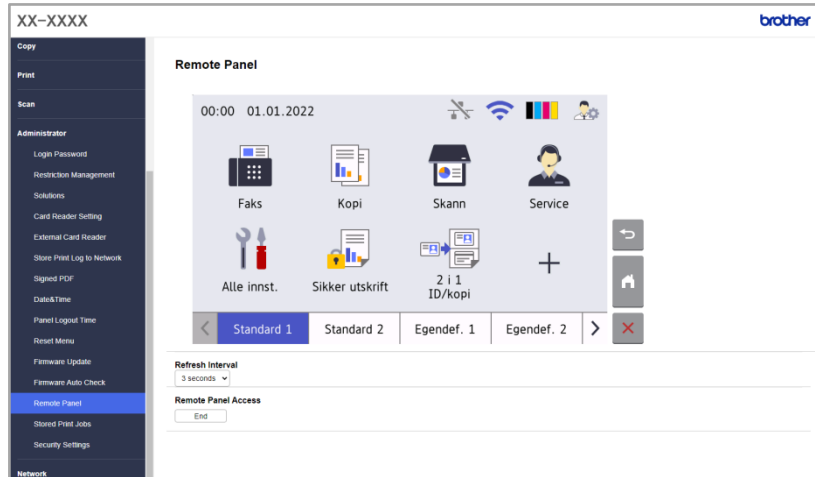 XX-XXXX
brother
Copy
Print
Scan
Administrator
Login Password
Restriction Management
Solutions
Card Reader Setting
External Card Reader
Store Print Log to Network
Signed PDF
Date&Time
Panel Logout Time
Reset Menu
Firmware Update
Firmware Auto Check
Remote Panel
Stored Print Jobs
Security Settings
Network
Remote Panel
00:00 01.01.2022
Faks
Kopi
Skann
Service
Alle innst.
Sikker utskrift
2 i 1
ID/kopi
Standard 1
Standard 2
Egendef. 1
Egendef. 2
Refresh Interval
3 seconds
Remote Panel Access
End